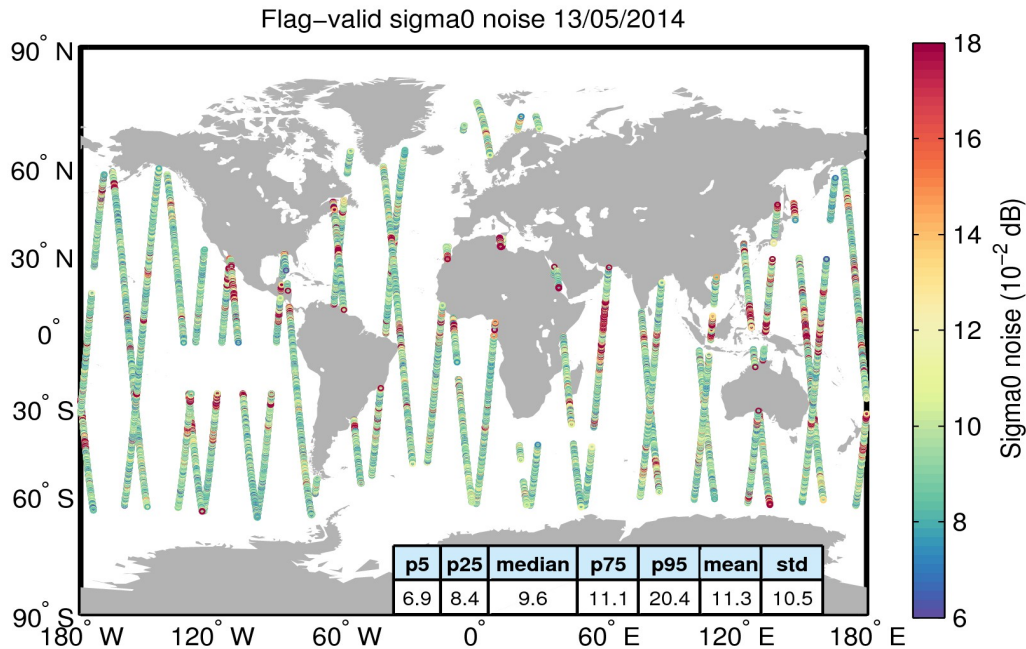 Flag−valid sigma0 noise 13/05/2014
90° N
60° N
30° N
0°
30° S
60° S
90° S
180° W
120° W
60° W
0°
60° E
120° E
180° E
p5 p25 median p75 p95 mean std
6.9 8.4 9.6 11.1 20.4 11.3 10.5
18
16
14
12
10
8
6
Sigma0 noise (10⁻² dB)